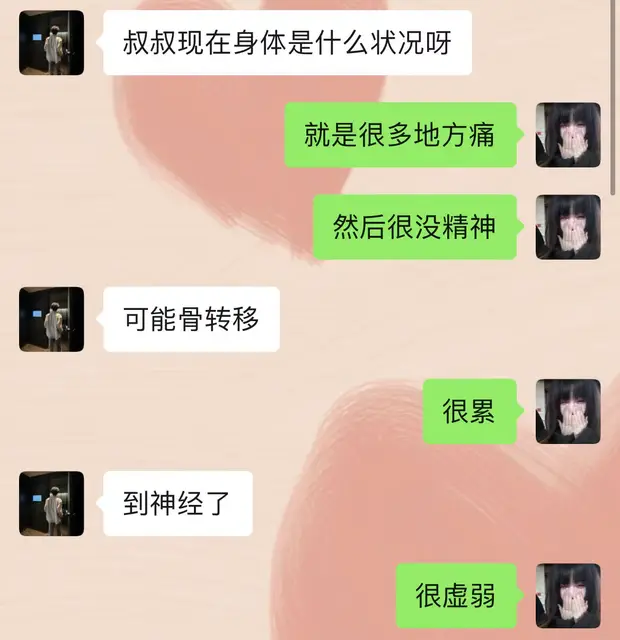 叔叔现在身体是什么状况呀
就是很多地方痛
然后很没精神
可能骨转移
很累
到神经了
很虚弱